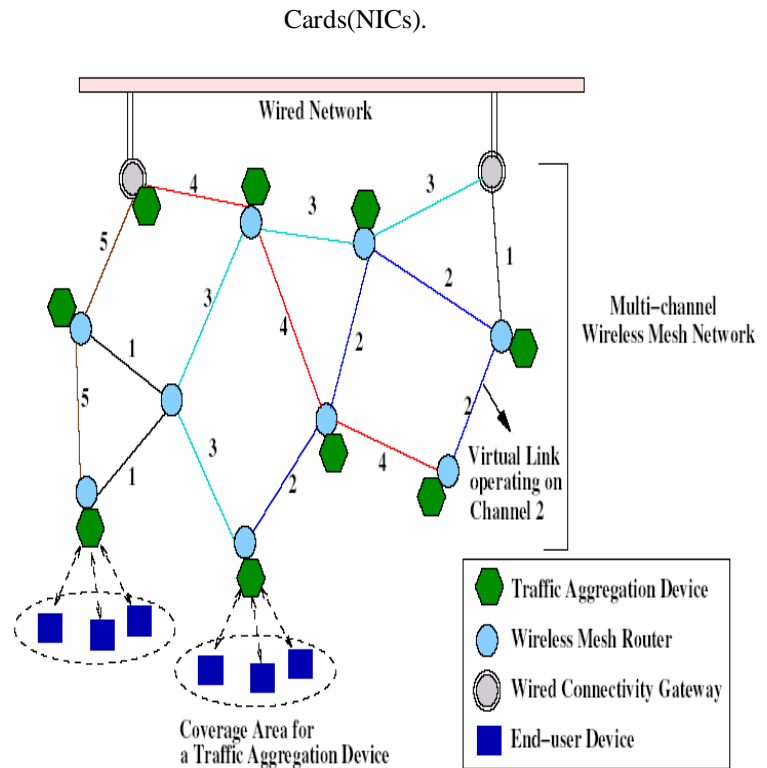 Cards(NICs).
Wired Network
4
3
3
5
1
3
2
4
2
1
5
3
2
1
2
4
Multi-channel
Wireless Mesh Network
Virtual Link
operating on
Channel 2
Traffic Aggregation Device
Wireless Mesh Router
Wired Connectivity Gateway
End-user Device
Coverage Area for
a Traffic Aggregation Device